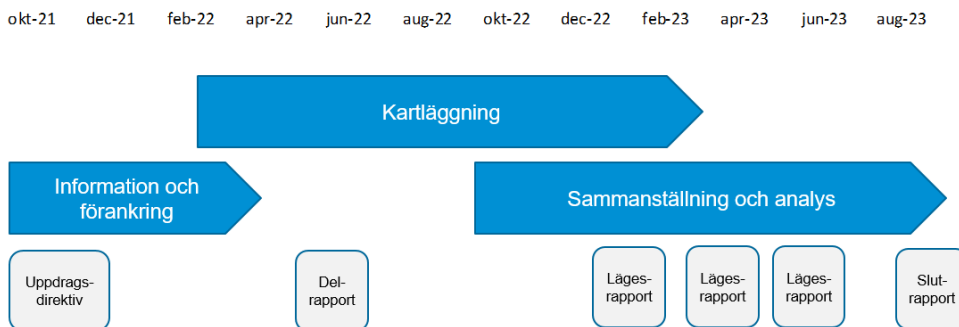 okt-21 dec-21 feb-22 apr-22 jun-22 aug-22 okt-22 dec-22 feb-23 apr-23 jun-23 aug-23
Kartläggning
Information och
förankring
Sammanställning och analys
Uppdrags-
direktiv
Del-
rapport
Läges-
rapport
Läges-
rapport
Läges-
rapport
Slut-
rapport